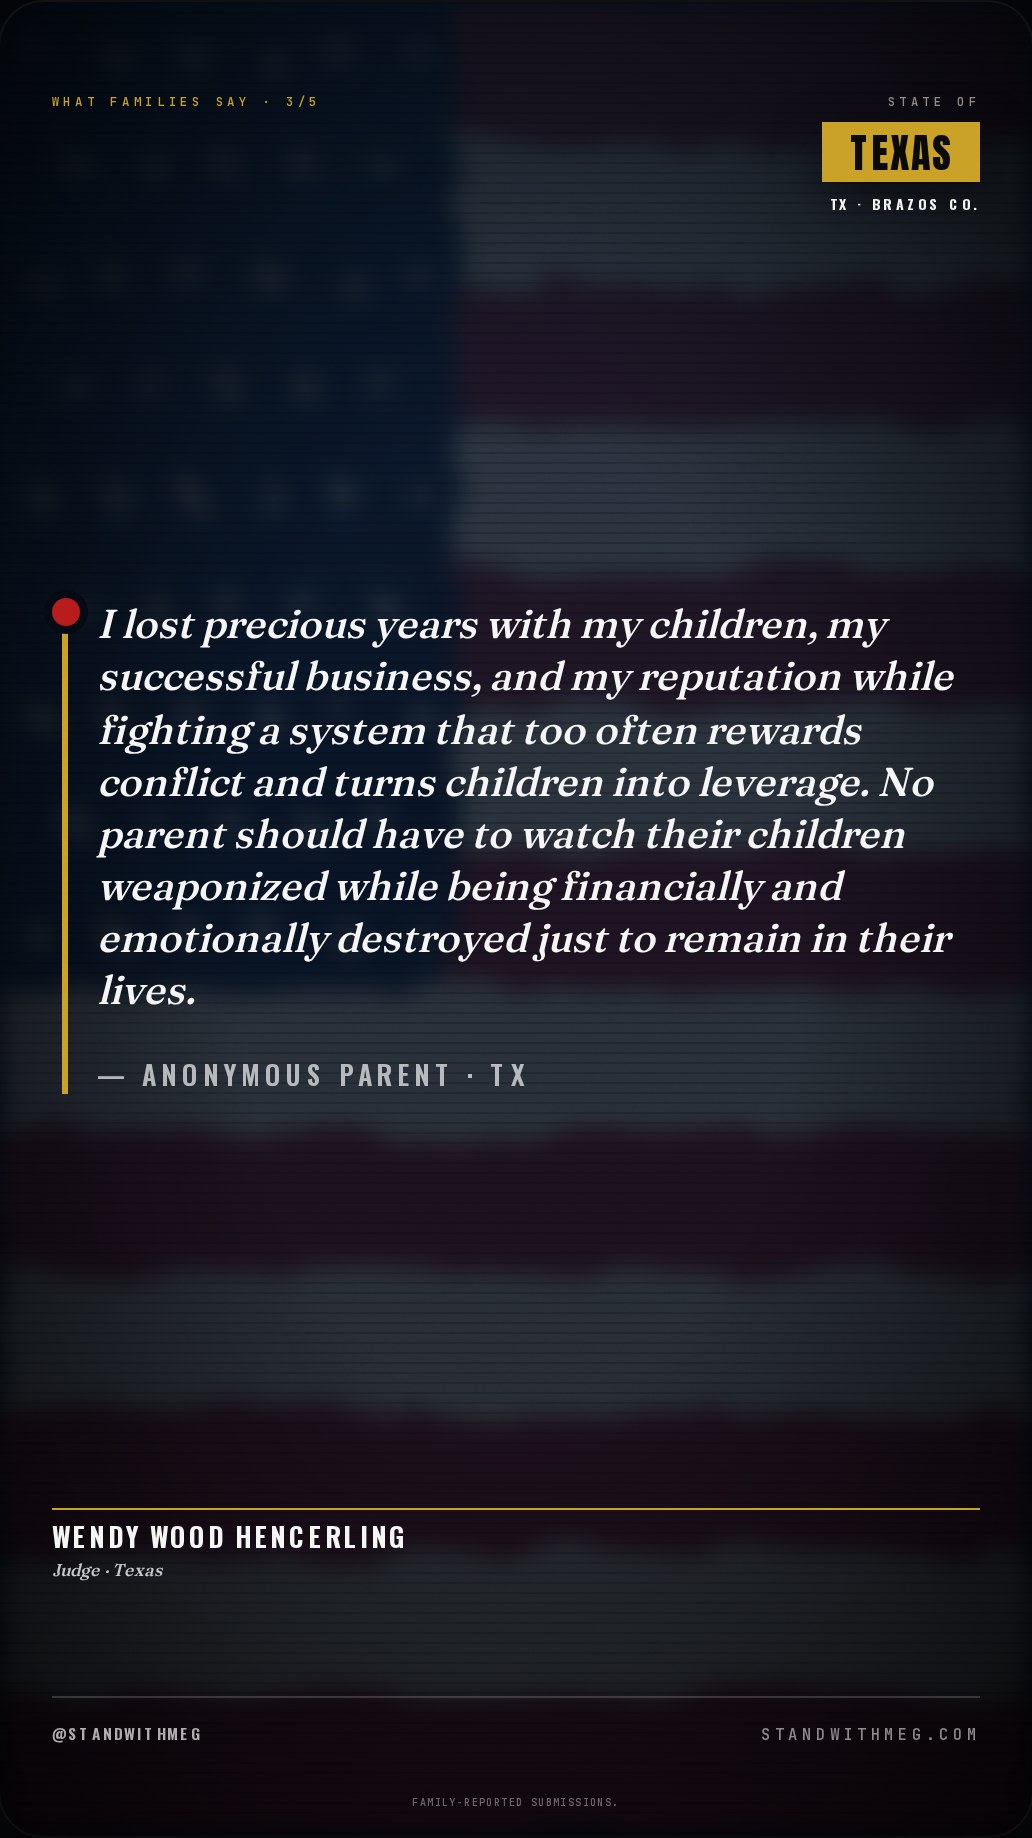 WHAT FAMILIES SAY · 3/5
STATE OF
TEXAS
TX · BRAZOS CO.
I lost precious years with my children, my
successful business, and my reputation while
fighting a system that too often rewards
conflict and turns children into leverage. No
parent should have to watch their children
weaponized while being financially and
emotionally destroyed just to remain in their
lives.
— ANONYMOUS PARENT · TX
WENDY WOOD HENCERLING
Judge · Texas
@STANDWITHMEG
STANDWITHMEG.COM
FAMILY-REPORTED SUBMISSIONS.